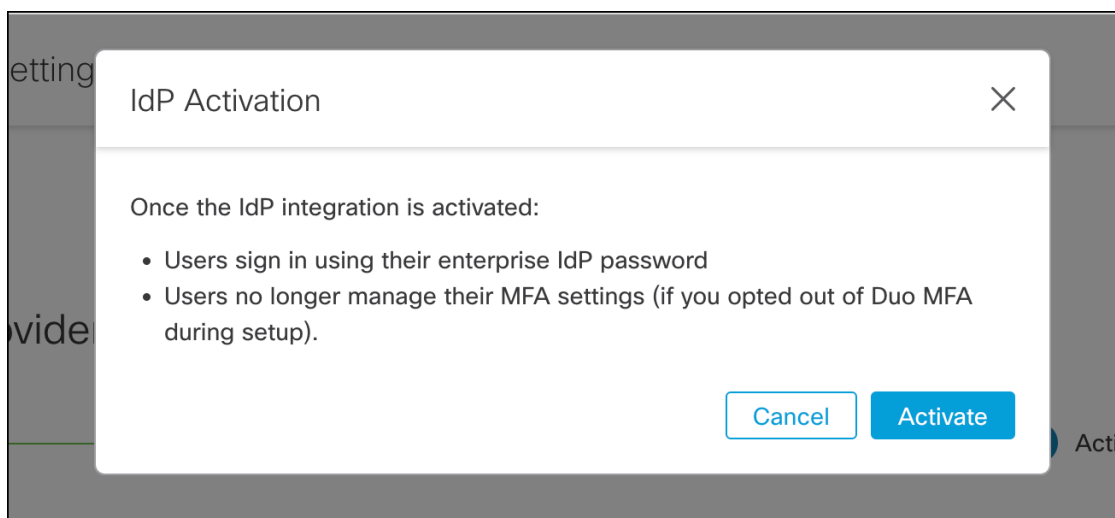 etting
IdP Activation
Once the IdP integration is activated:
• Users sign in using their enterprise IdP password
• Users no longer manage their MFA settings (if you opted out of Duo MFA
during setup).
ovider
Cancel Activate
Acti